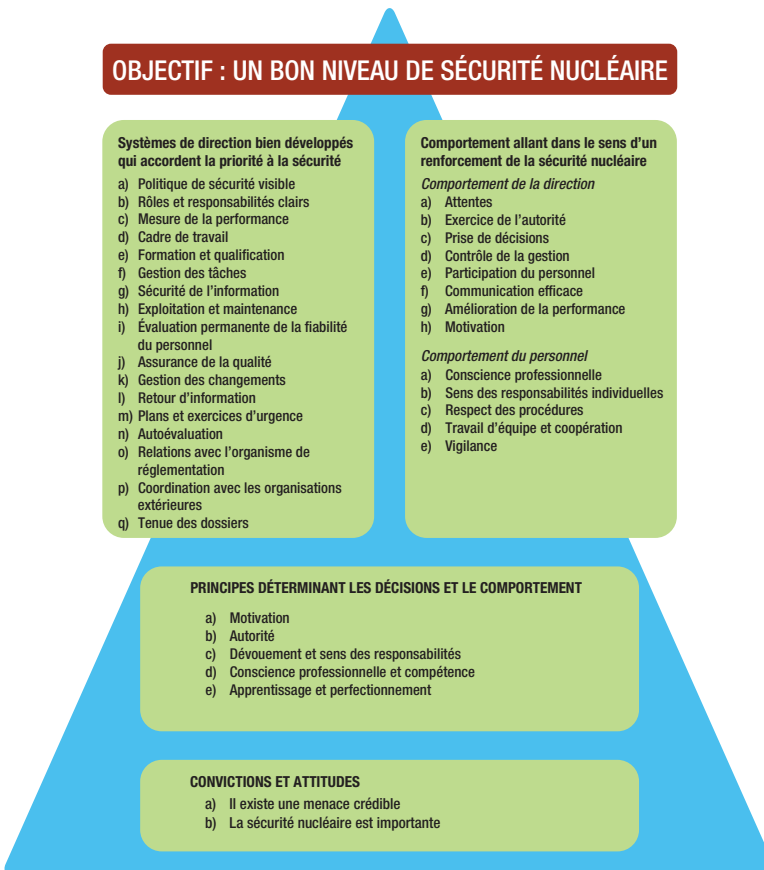 OBJECTIF : UN BON NIVEAU DE SÉCURITÉ NUCLÉAIRE
Systèmes de direction bien développés
qui accordent la priorité à la sécurité
a) Politique de sécurité visible
b) Rôles et responsabilités clairs
c) Mesure de la performance
d) Cadre de travail
e) Formation et qualification
f) Gestion des tâches
g) Sécurité de l'information
h) Exploitation et maintenance
i) Évaluation permanente de la fiabilité
du personnel
j) Assurance de la qualité
k) Gestion des changements
l) Retour d'information
m) Plans et exercices d'urgence
n) Autoévaluation
o) Relations avec l'organisme de
réglementation
p) Coordination avec les organisations
extérieures
q) Tenue des dossiers
Comportement allant dans le sens d'un
renforcement de la sécurité nucléaire
Comportement de la direction
a) Attentes
b) Exercice de l'autorité
c) Prise de décisions
d) Contrôle de la gestion
e) Participation du personnel
f) Communication efficace
g) Amélioration de la performance
h) Motivation
Comportement du personnel
a) Conscience professionnelle
b) Sens des responsabilités individuelles
c) Respect des procédures
d) Travail d'équipe et coopération
e) Vigilance
PRINCIPES DÉTERMINANT LES DÉCISIONS ET LE COMPORTEMENT
a) Motivation
b) Autorité
c) Dévouement et sens des responsabilités
d) Conscience professionnelle et compétence
e) Apprentissage et perfectionnement
CONVICTIONS ET ATTITUDES
a) Il existe une menace crédible
b) La sécurité nucléaire est importante